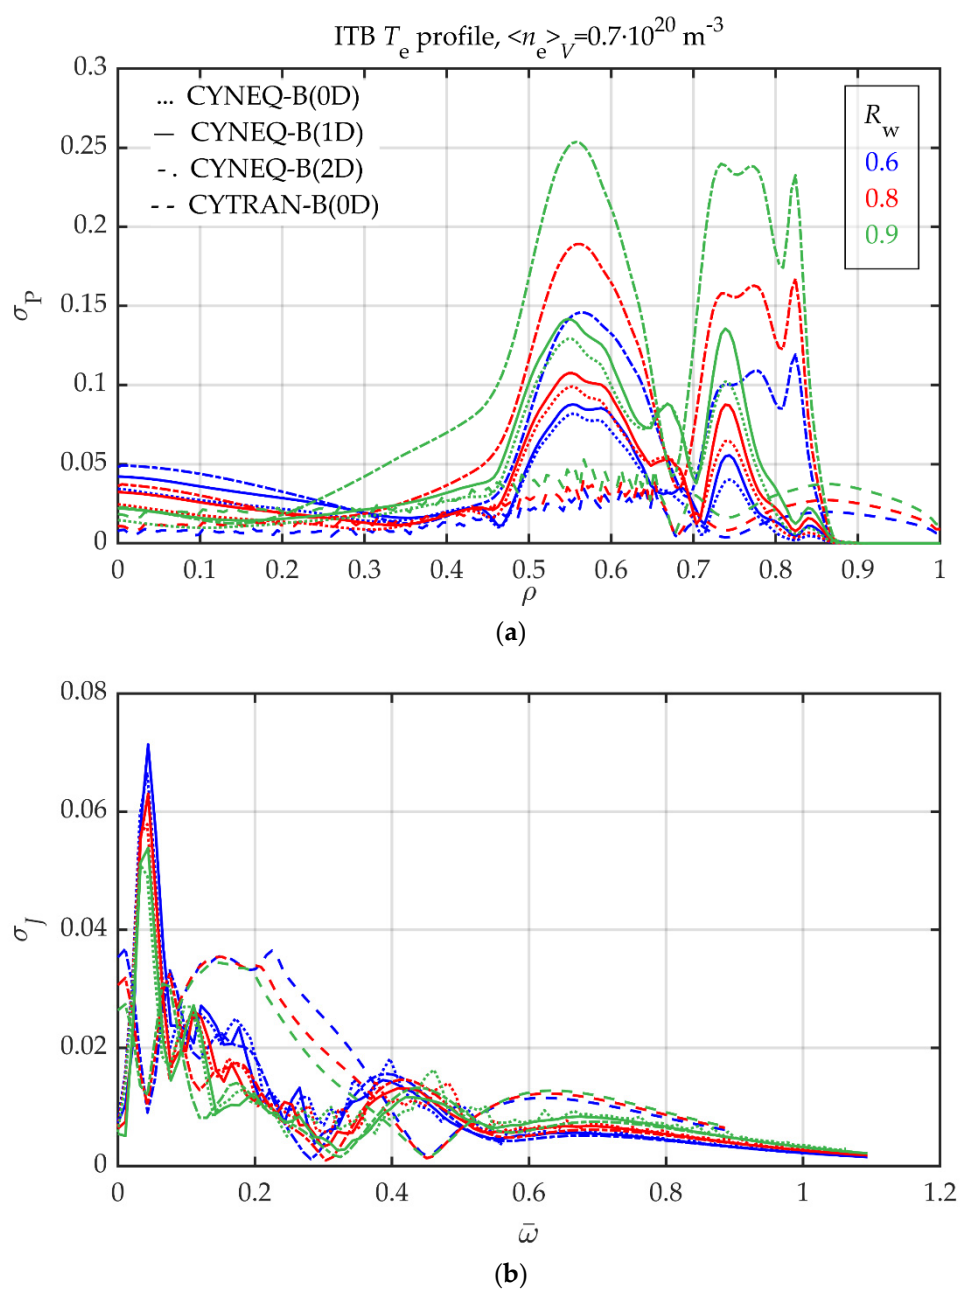 ITB Te profile, <ne>V=0.7·10^20 m^-3
0.3
0.25
0.2
0.15
0.1
0.05
0
σP
... CYNEQ-B(0D)
— CYNEQ-B(1D)
- . CYNEQ-B(2D)
- - CYTRAN-B(0D)
Rw
0.6
0.8
0.9
0 0.1 0.2 0.3 0.4 0.5 0.6 0.7 0.8 0.9 1
ρ
(a)
0.08
0.06
0.04
0.02
0
σJ
0 0.2 0.4 0.6 0.8 1 1.2
ω̄
(b)